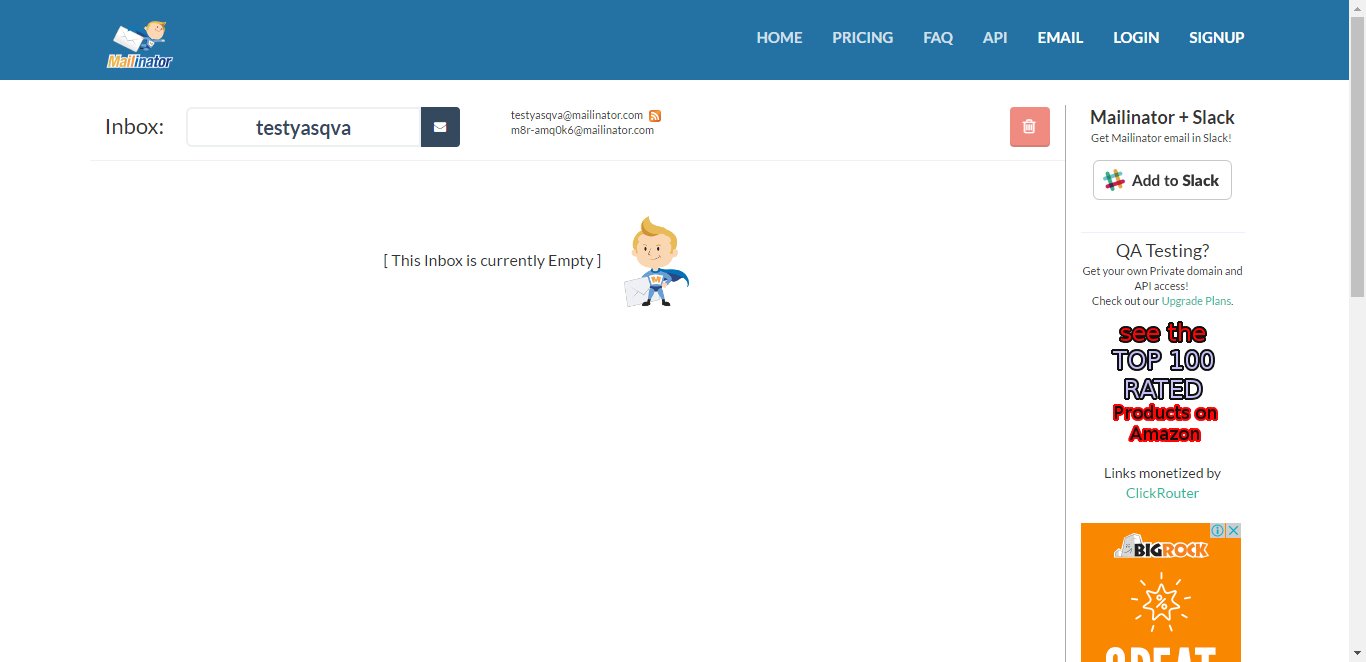 Mailinator
HOME PRICING FAQ API EMAIL LOGIN SIGNUP
Inbox:
testyasqva
testyasqva@mailinator.com
m8r-amq0k6@mailinator.com
[ This Inbox is currently Empty ]
M
Mailinator + Slack
Get Mailinator email in Slack!
Add to Slack
QA Testing?
Get your own Private domain and
API access!
Check out our Upgrade Plans.
see the
TOP 100
RATED
Products on
Amazon
Links monetized by
ClickRouter
BIGROCK
%
GREAT